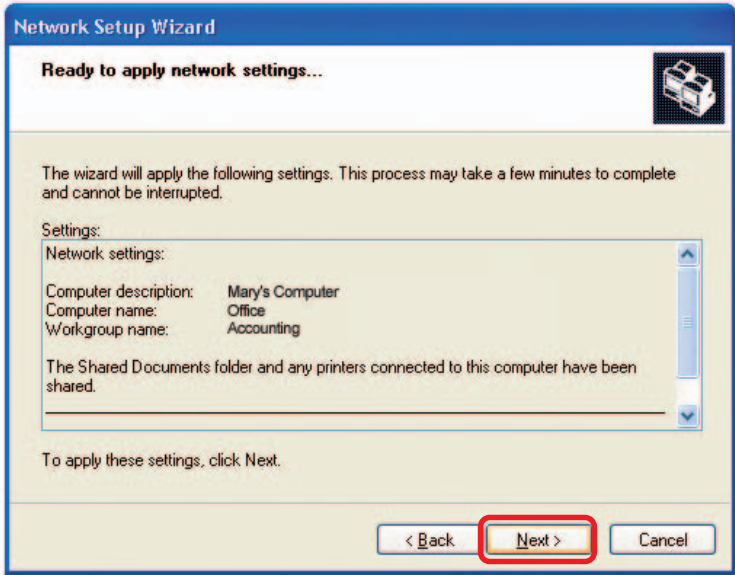 Network Setup Wizard
Ready to apply network settings...
The wizard will apply the following settings. This process may take a few minutes to complete
and cannot be interrupted.
Settings:
Network settings:
Computer description: Mary's Computer
Computer name: Office
Workgroup name: Accounting
The Shared Documents folder and any printers connected to this computer have been
shared.
To apply these settings, click Next.
< Back Next > Cancel